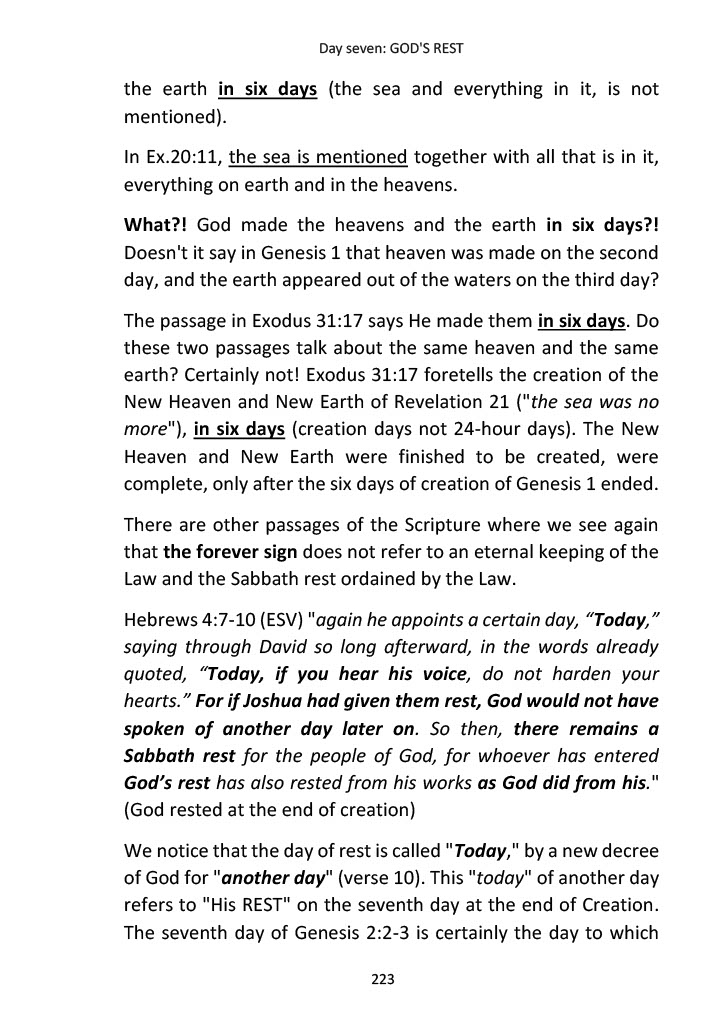 Day seven: GOD'S REST
the earth in six days (the sea and everything in it, is not
mentioned).
In Ex.20:11, the sea is mentioned together with all that is in it,
everything on earth and in the heavens.
What?! God made the heavens and the earth in six days?!
Doesn't it say in Genesis 1 that heaven was made on the second
day, and the earth appeared out of the waters on the third day?
The passage in Exodus 31:17 says He made them in six days. Do
these two passages talk about the same heaven and the same
earth? Certainly not! Exodus 31:17 foretells the creation of the
New Heaven and New Earth of Revelation 21 ("the sea was no
more"), in six days (creation days not 24-hour days). The New
Heaven and New Earth were finished to be created, were
complete, only after the six days of creation of Genesis 1 ended.
There are other passages of the Scripture where we see again
that the forever sign does not refer to an eternal keeping of the
Law and the Sabbath rest ordained by the Law.
Hebrews 4:7-10 (ESV) "again he appoints a certain day, “Today,”
saying through David so long afterward, in the words already
quoted, “Today, if you hear his voice, do not harden your
hearts.” For if Joshua had given them rest, God would not have
spoken of another day later on. So then, there remains a
Sabbath rest for the people of God, for whoever has entered
God’s rest has also rested from his works as God did from his."
(God rested at the end of creation)
We notice that the day of rest is called "Today," by a new decree
of God for "another day" (verse 10). This "today" of another day
refers to "His REST" on the seventh day at the end of Creation.
The seventh day of Genesis 2:2-3 is certainly the day to which
223